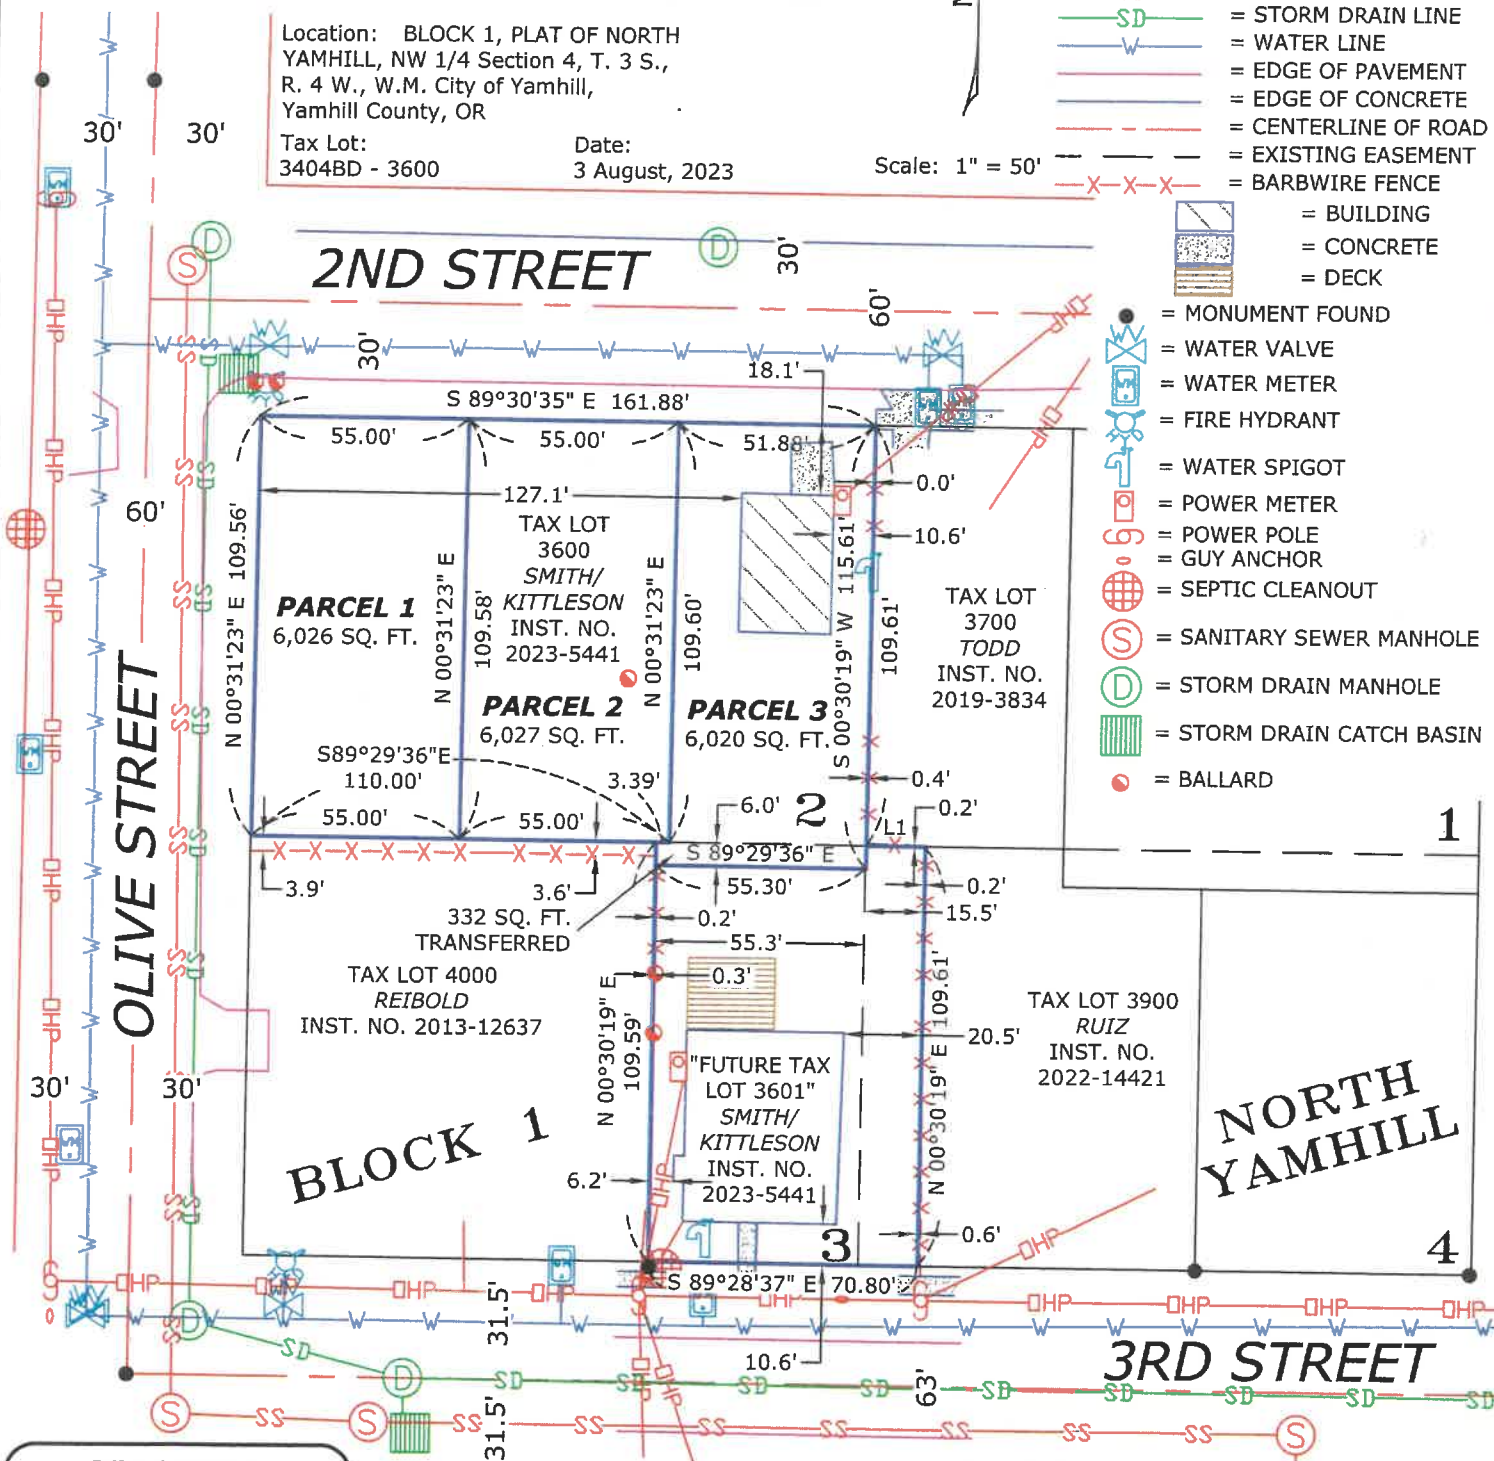 Location: BLOCK 1, PLAT OF NORTH
YAMHILL, NW 1/4 Section 4, T. 3 S.,
R. 4 W., W.M. City of Yamhill,
Yamhill County, OR
Tax Lot:
3404BD - 3600
Date:
3 August, 2023
Scale: 1" = 50'
SD = STORM DRAIN LINE
W = WATER LINE
= EDGE OF PAVEMENT
= EDGE OF CONCRETE
= CENTERLINE OF ROAD
= EXISTING EASEMENT
X X X = BARBWIRE FENCE
= BUILDING
= CONCRETE
= DECK
= MONUMENT FOUND
= WATER VALVE
= WATER METER
= FIRE HYDRANT
= WATER SPIGOT
= POWER METER
= POWER POLE
= GUY ANCHOR
= SEPTIC CLEANOUT
S = SANITARY SEWER MANHOLE
D = STORM DRAIN MANHOLE
= STORM DRAIN CATCH BASIN
= BALLARD
30' 30'
2ND STREET
30'
60'
30'
18.1'
S 89°30'35" E 161.88'
55.00' 55.00' 51.88'
127.1'
0.0'
10.6'
60'
TAX LOT
3600
SMITH/
KITTLESON
INST. NO.
2023-5441
PARCEL 1
6,026 SQ. FT.
PARCEL 2
6,027 SQ. FT.
PARCEL 3
6,020 SQ. FT.
N 00°31'23" E 109.56'
N 00°31'23" E
109.58'
N 00°31'23" E
109.60'
S 00°30'19" W 115.61'
109.61'
TAX LOT
3700
TODD
INST. NO.
2019-3834
S89°29'36"E
110.00'
3.39'
55.00' 55.00'
6.0'
2
0.4'
0.2'
L1
1
S 89°29'36" E
55.30'
0.2'
15.5'
3.9'
3.6'
332 SQ. FT.
TRANSFERRED
0.2'
55.3'
0.3'
TAX LOT 4000
REIBOLD
INST. NO. 2013-12637
N 00°30'19" E
109.59'
N 00°30'19" E 109.61'
20.5'
TAX LOT 3900
RUIZ
INST. NO.
2022-14421
"FUTURE TAX
LOT 3601"
SMITH/
KITTLESON
INST. NO.
2023-5441
OLIVE STREET
30' 30'
BLOCK 1
NORTH
YAMHILL
6.2'
3
0.6'
4
S 89°28'37" E 70.80'
31.5'
10.6'
63'
3RD STREET
31.5'